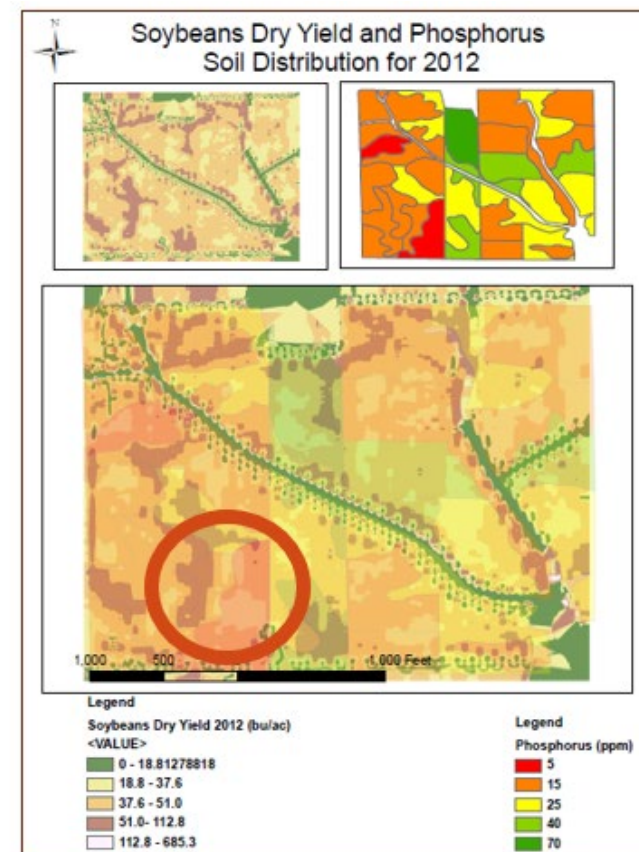 N
Soybeans Dry Yield and Phosphorus
Soil Distribution for 2012
1,000 500 1,000 Feet
Legend
Soybeans Dry Yield 2012 (bu/ac)
<VALUE>
0 - 18.81278818
18.8 - 37.6
37.6 - 51.0
51.0- 112.8
112.8 - 685.3
Legend
Phosphorus (ppm)
5
15
25
40
70